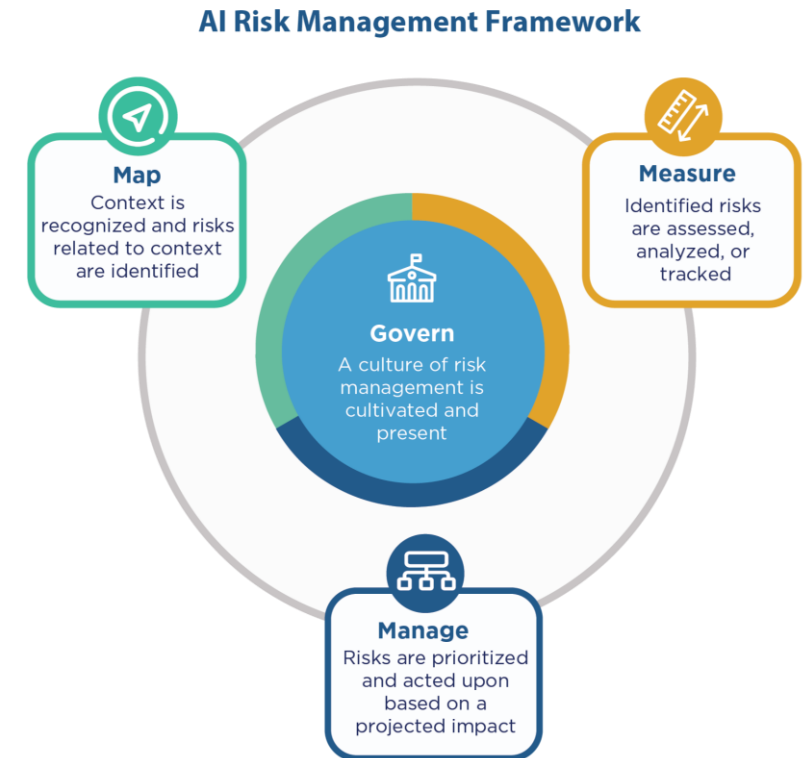 AI Risk Management Framework
Map
Context is
recognized and risks
related to context
are identified
Measure
Identified risks
are assessed,
analyzed, or
tracked
Govern
A culture of risk
management is
cultivated and
present
Manage
Risks are prioritized
and acted upon
based on a
projected impact